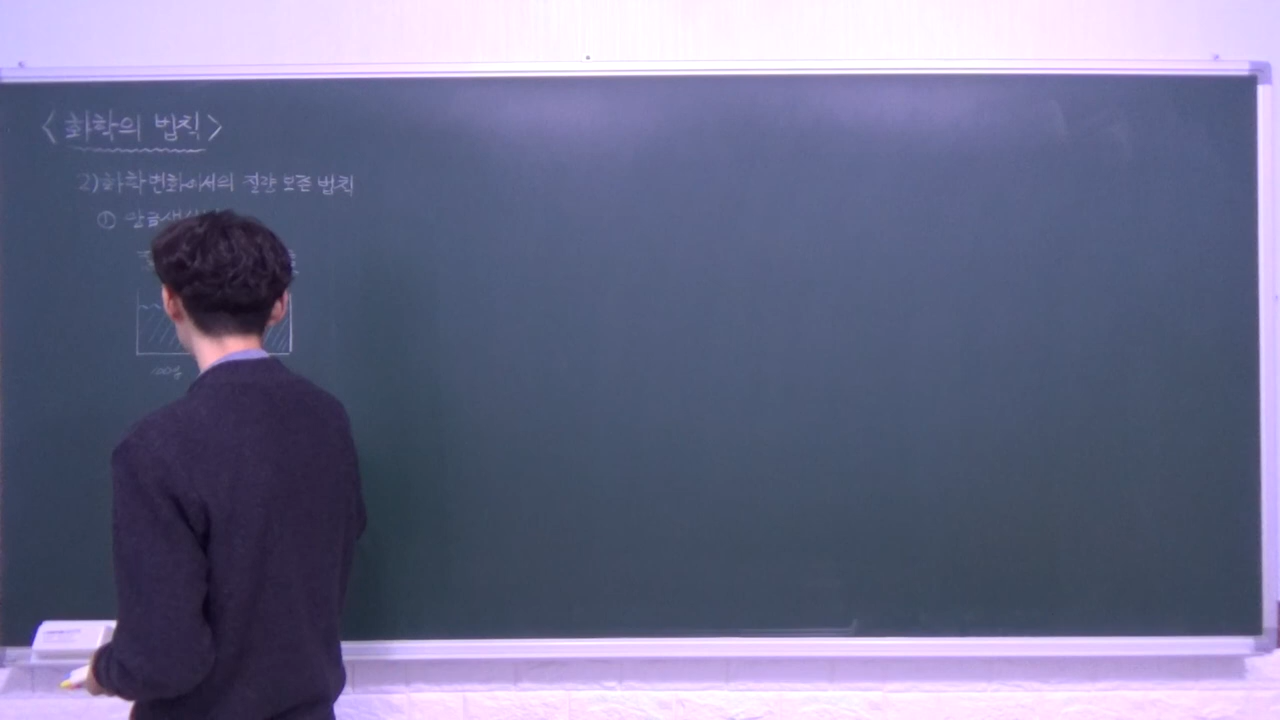 <화학의 법칙>
2) 화학 변화에서의 질량 보존 법칙
① 앙금생성
100g